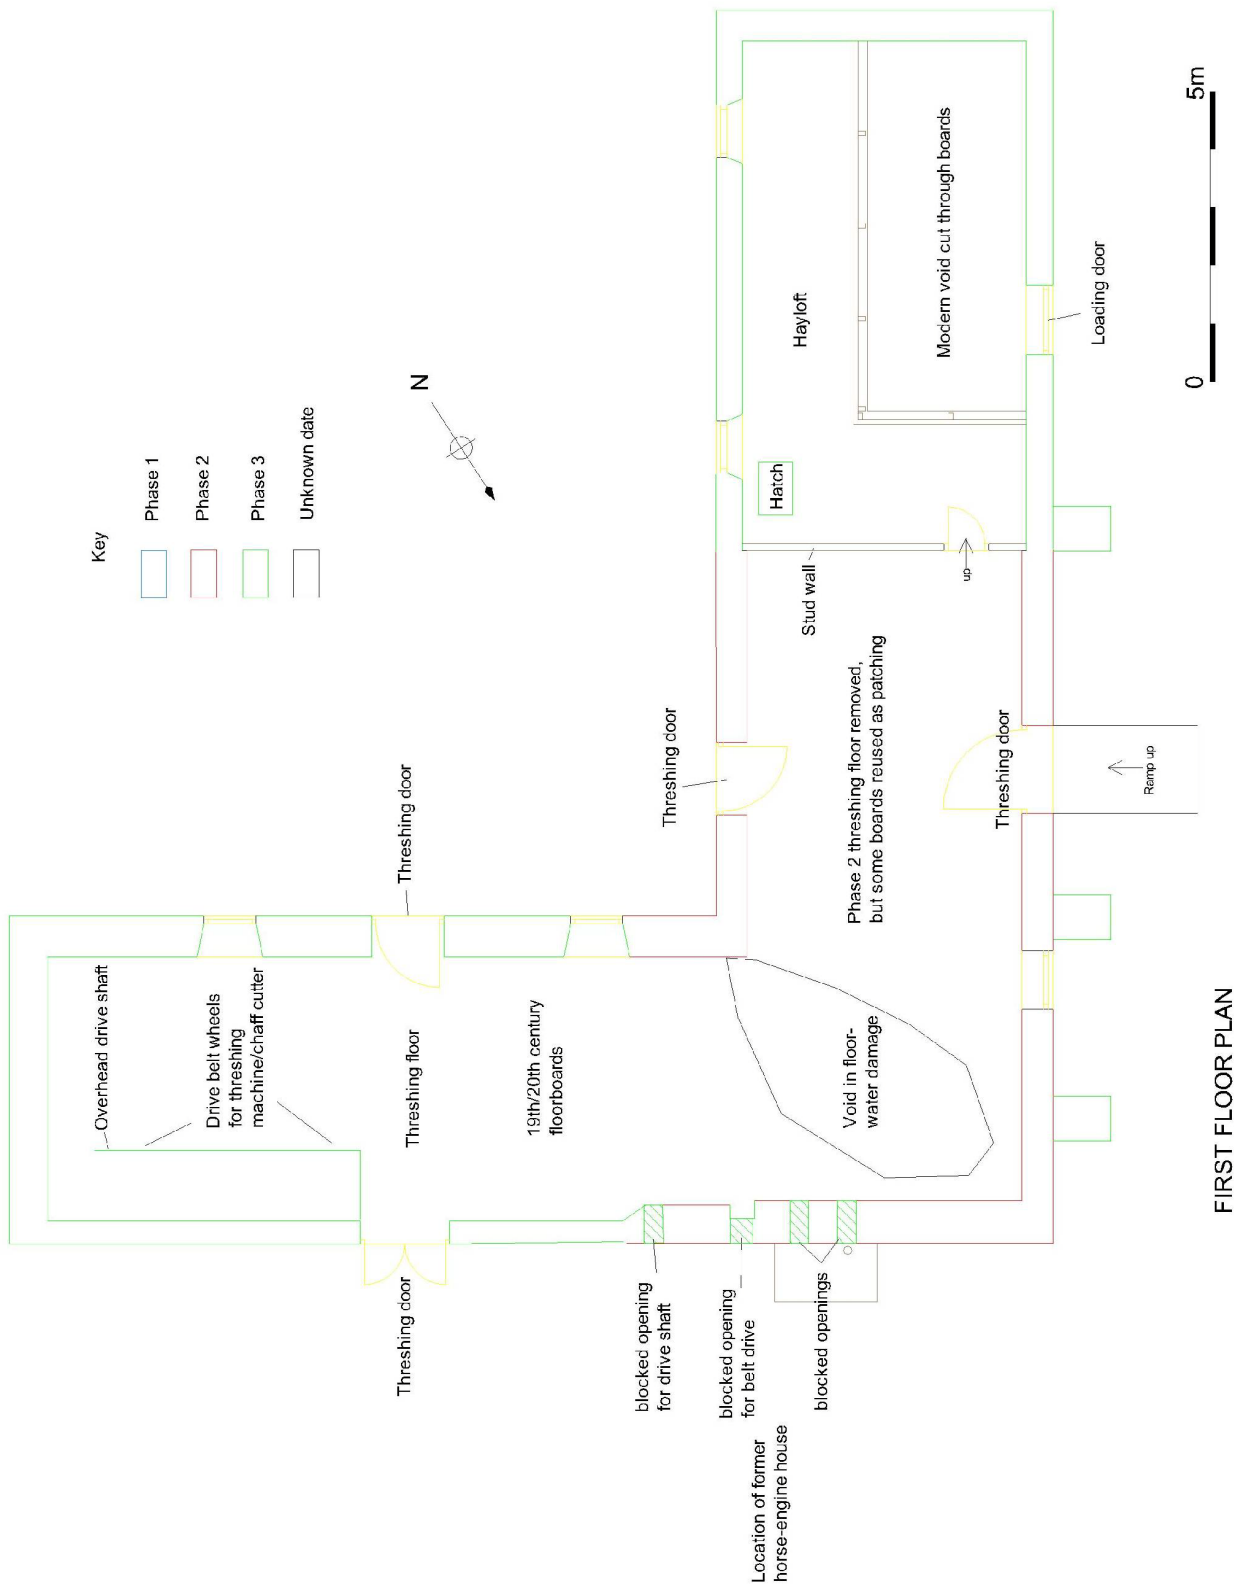 Key
Phase 1
Phase 2
Phase 3
Unknown date
N
Overhead drive shaft
Drive belt wheels
for threshing
machine/chaff cutter
Threshing door
Threshing floor
Threshing door
19th/20th century
floorboards
blocked opening
for drive shaft
blocked opening
for belt drive
Location of former
horse-engine house
blocked openings
Void in floor-
water damage
Threshing door
Phase 2 threshing floor removed,
but some boards reused as patching
Threshing door
Ramp up
Stud wall
up
Hatch
Hayloft
Modern void cut through boards
Loading door
0
5m
FIRST FLOOR PLAN